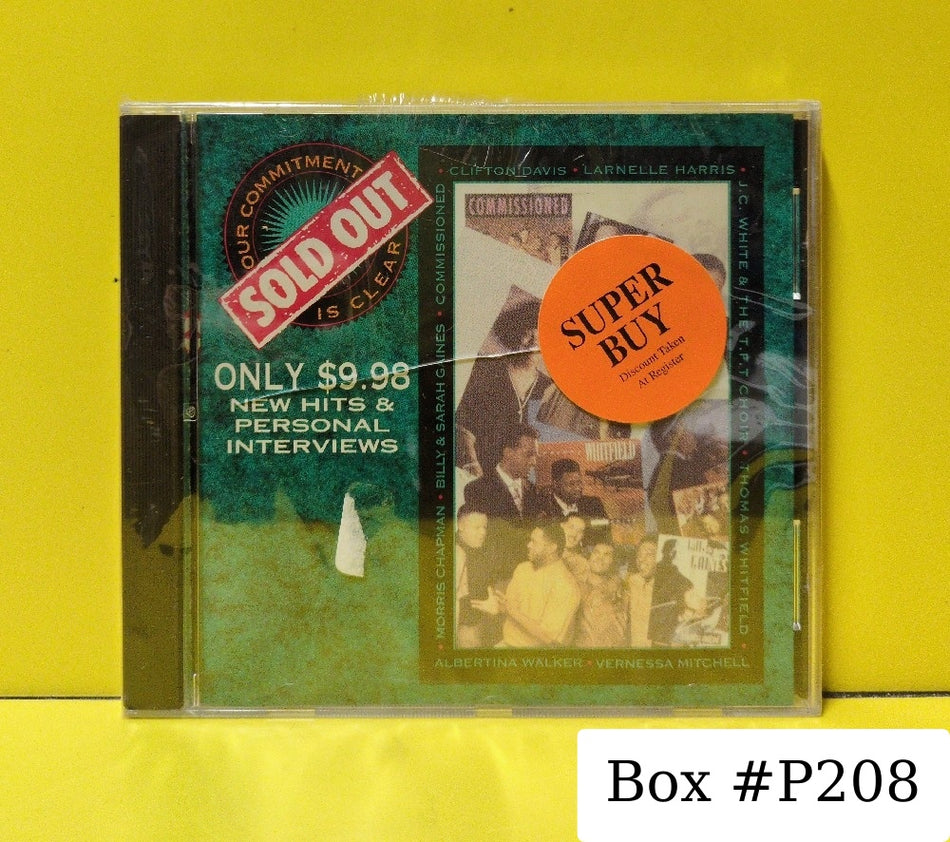 OUR COMMITMENT
IS CLEAR
SOLD OUT
ONLY $9.98
NEW HITS &
PERSONAL
INTERVIEWS
• CLIFTON DAVIS • LARNELLE HARRIS •
J.C. WHITE & THE T.F.T. CHOIR • THOMAS WHITFIELD •
MORRIS CHAPMAN • BILLY & SARAH GAINES • COMMISSIONED
ALBERTINA WALKER • VERNESSA MITCHELL
COMMISSIONED
WHITFIELD
GAINES
SUPER
BUY
Discount Taken
At Register
Box #P208